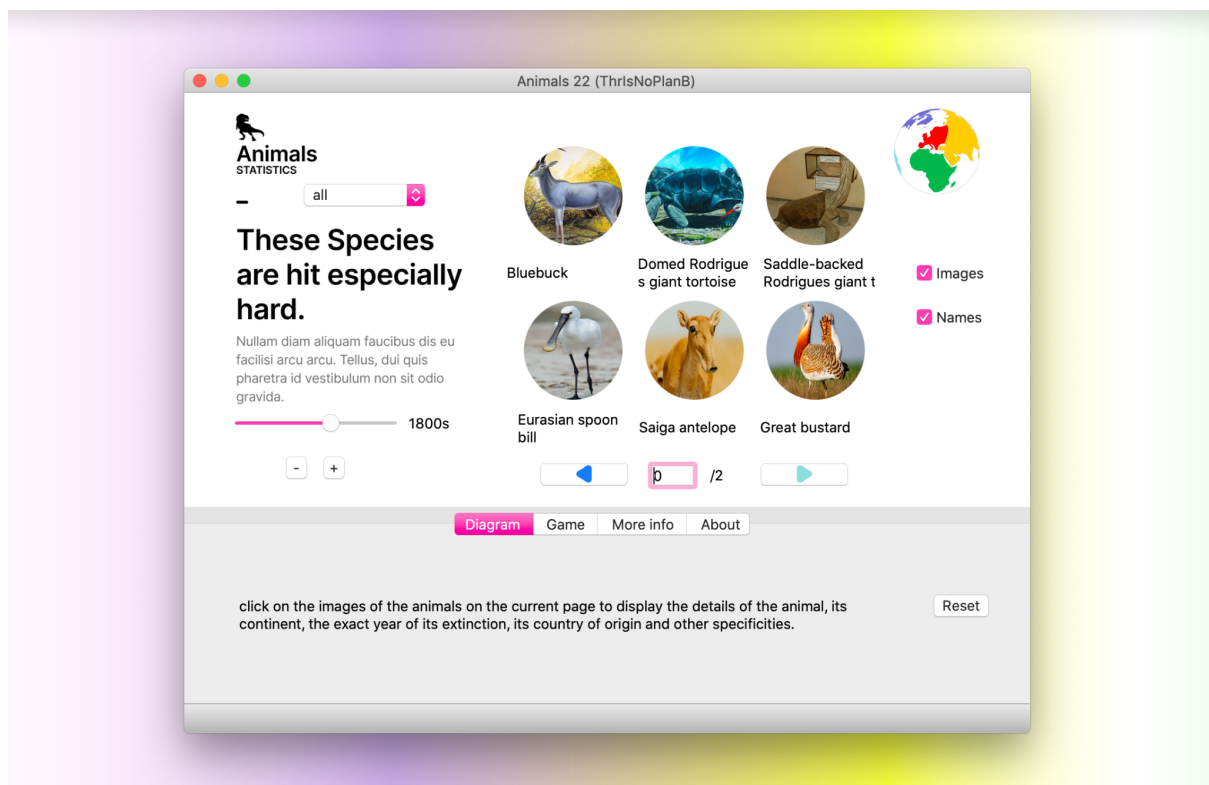 Animals 22 (ThrIsNoPlanB)
Animals
STATISTICS
all
These Species
are hit especially
hard.
Nullam diam aliquam faucibus dis eu
facilisi arcu arcu. Tellus, dui quis
pharetra id vestibulum non sit odio
gravida.
1800s
- +
Bluebuck
Domed Rodrigue
s giant tortoise
Saddle-backed
Rodrigues giant t
Eurasian spoon
bill
Saiga antelope
Great bustard
Images
Names
0 /2
Diagram Game More info About
click on the images of the animals on the current page to display the details of the animal, its
continent, the exact year of its extinction, its country of origin and other specificities.
Reset